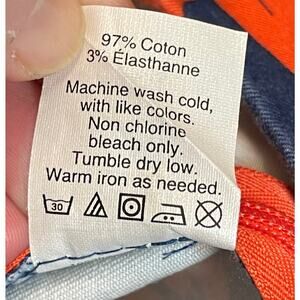 97% Coton
3% Élasthanne
Machine wash cold,
with like colors.
Non chlorine
bleach only.
Tumble dry low.
Warm iron as needed.
30